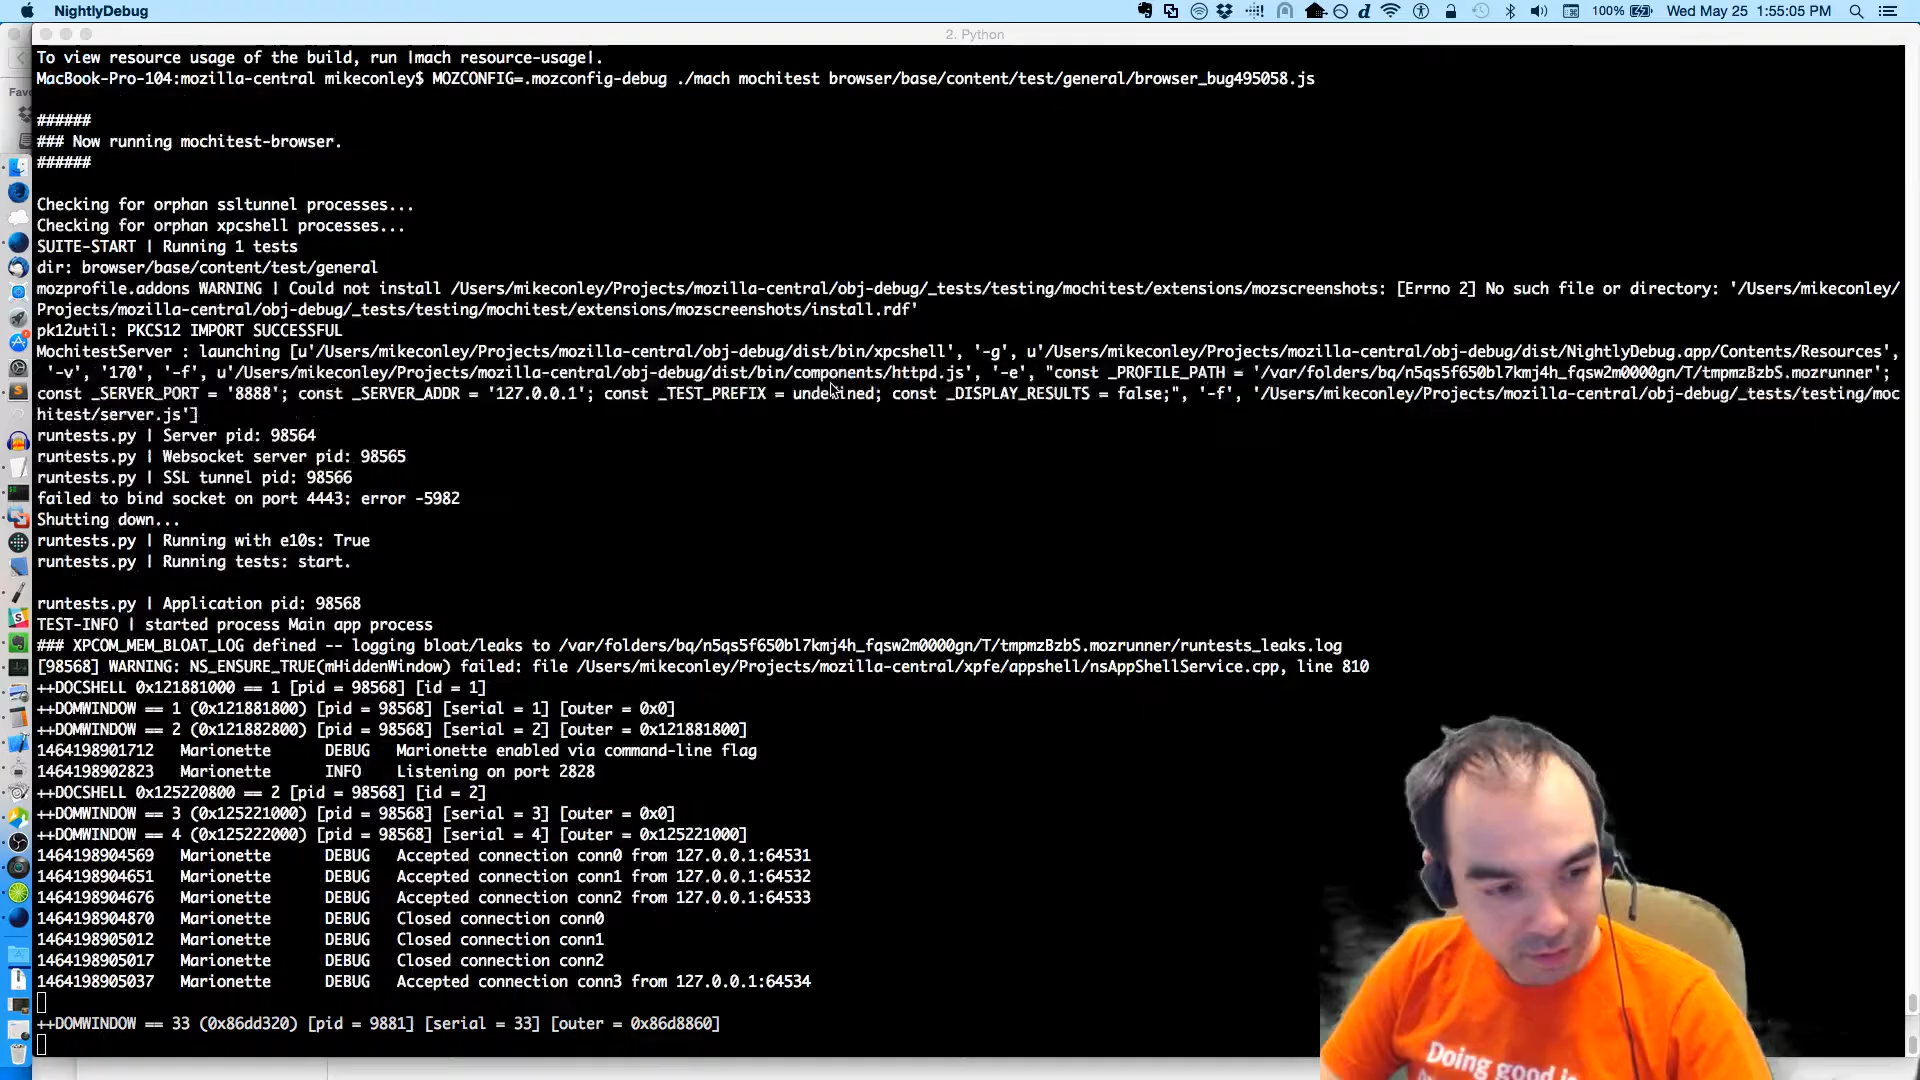 NightlyDebug
100%
Wed May 25 1:55:05 PM
2. Python
Favo
To view resource usage of the build, run |mach resource-usage|.
MacBook-Pro-104:mozilla-central mikeconley$ MOZCONFIG=.mozconfig-debug ./mach mochitest browser/base/content/test/general/browser_bug495058.js
######
### Now running mochitest-browser.
######
Checking for orphan ssltunnel processes...
Checking for orphan xpcshell processes...
SUITE-START | Running 1 tests
dir: browser/base/content/test/general
mozprofile.addons WARNING | Could not install /Users/mikeconley/Projects/mozilla-central/obj-debug/_tests/testing/mochitest/extensions/mozscreenshots: [Errno 2] No such file or directory: '/Users/mikeconley/
Projects/mozilla-central/obj-debug/_tests/testing/mochitest/extensions/mozscreenshots/install.rdf'
pk12util: PKCS12 IMPORT SUCCESSFUL
MochitestServer : launching [u'/Users/mikeconley/Projects/mozilla-central/obj-debug/dist/bin/xpcshell', '-g', u'/Users/mikeconley/Projects/mozilla-central/obj-debug/dist/NightlyDebug.app/Contents/Resources',
'-v', '170', '-f', u'/Users/mikeconley/Projects/mozilla-central/obj-debug/dist/bin/components/httpd.js', '-e', "const _PROFILE_PATH = '/var/folders/bq/n5qs5f650bl7kmj4h_fqsw2m0000gn/T/tmpmzBzbS.mozrunner';
const _SERVER_PORT = '8888'; const _SERVER_ADDR = '127.0.0.1'; const _TEST_PREFIX = undefined; const _DISPLAY_RESULTS = false;", '-f', '/Users/mikeconley/Projects/mozilla-central/obj-debug/_tests/testing/moc
hitest/server.js']
runtests.py | Server pid: 98564
runtests.py | Websocket server pid: 98565
runtests.py | SSL tunnel pid: 98566
failed to bind socket on port 4443: error -5982
Shutting down...
runtests.py | Running with e10s: True
runtests.py | Running tests: start.
runtests.py | Application pid: 98568
TEST-INFO | started process Main app process
### XPCOM_MEM_BLOAT_LOG defined -- logging bloat/leaks to /var/folders/bq/n5qs5f650bl7kmj4h_fqsw2m0000gn/T/tmpmzBzbS.mozrunner/runtests_leaks.log
[98568] WARNING: NS_ENSURE_TRUE(mHiddenWindow) failed: file /Users/mikeconley/Projects/mozilla-central/xpfe/appshell/nsAppShellService.cpp, line 810
++DOCSHELL 0x121881000 == 1 [pid = 98568] [id = 1]
++DOMWINDOW == 1 (0x121881800) [pid = 98568] [serial = 1] [outer = 0x0]
++DOMWINDOW == 2 (0x121882800) [pid = 98568] [serial = 2] [outer = 0x121881800]
1464198901712 Marionette DEBUG Marionette enabled via command-line flag
1464198902823 Marionette INFO Listening on port 2828
++DOCSHELL 0x125220800 == 2 [pid = 98568] [id = 2]
++DOMWINDOW == 3 (0x125221000) [pid = 98568] [serial = 3] [outer = 0x0]
++DOMWINDOW == 4 (0x125222000) [pid = 98568] [serial = 4] [outer = 0x125221000]
1464198904569 Marionette DEBUG Accepted connection conn0 from 127.0.0.1:64531
1464198904651 Marionette DEBUG Accepted connection conn1 from 127.0.0.1:64532
1464198904676 Marionette DEBUG Accepted connection conn2 from 127.0.0.1:64533
1464198904870 Marionette DEBUG Closed connection conn0
1464198905012 Marionette DEBUG Closed connection conn1
1464198905017 Marionette DEBUG Closed connection conn2
1464198905037 Marionette DEBUG Accepted connection conn3 from 127.0.0.1:64534
++DOMWINDOW == 33 (0x86dd320) [pid = 9881] [serial = 33] [outer = 0x86d8860]
Doing good is